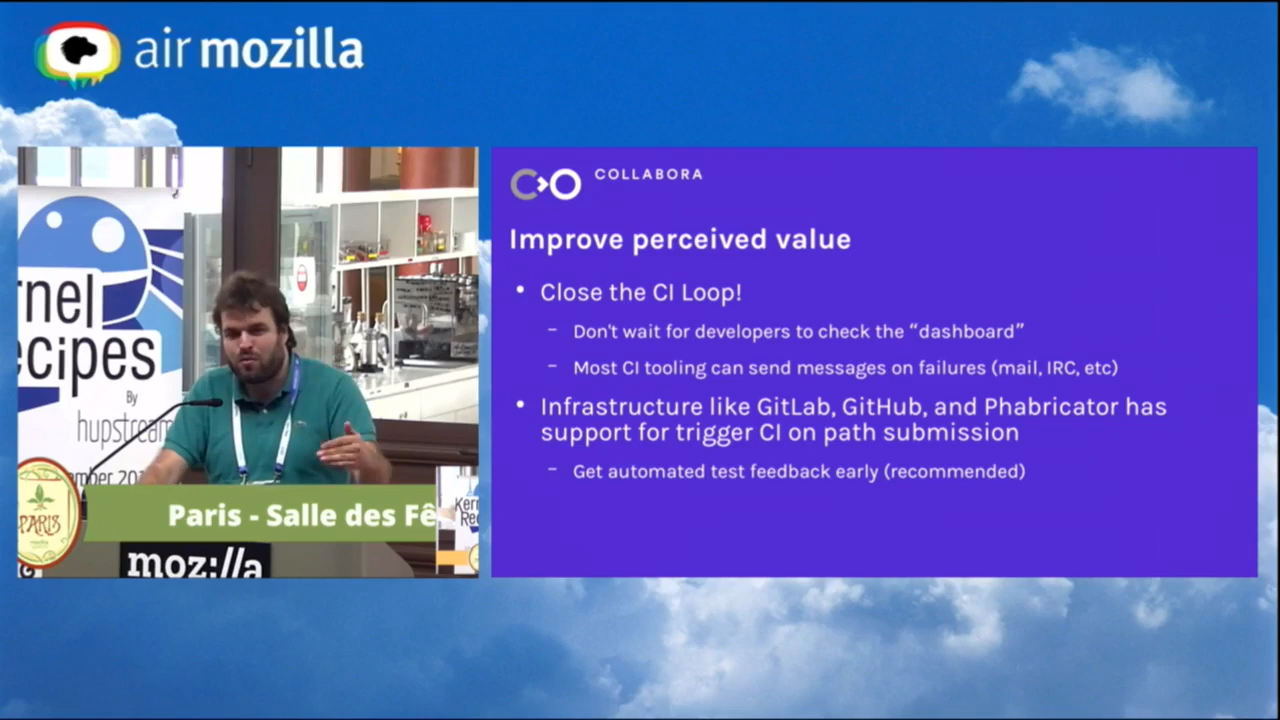 air mozilla
rnel
ecipes
By
hupstream
PARIS
Paris - Salle des Fê
moz://a
Ker
Re
COLLABORA
Improve perceived value
• Close the CI Loop!
– Don't wait for developers to check the “dashboard”
– Most CI tooling can send messages on failures (mail, IRC, etc)
• Infrastructure like GitLab, GitHub, and Phabricator has
support for trigger CI on path submission
– Get automated test feedback early (recommended)